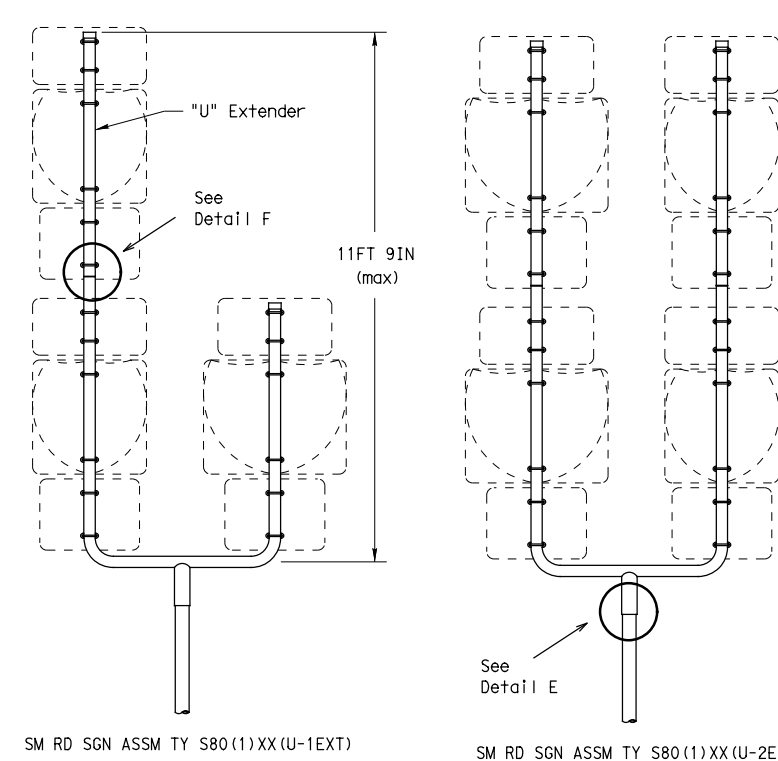 "U" Extender
See
Detail F
11FT 9IN
(max)
See
Detail E
SM RD SGN ASSM TY S80(1)XX(U-1EXT)
SM RD SGN ASSM TY S80(1)XX(U-2E